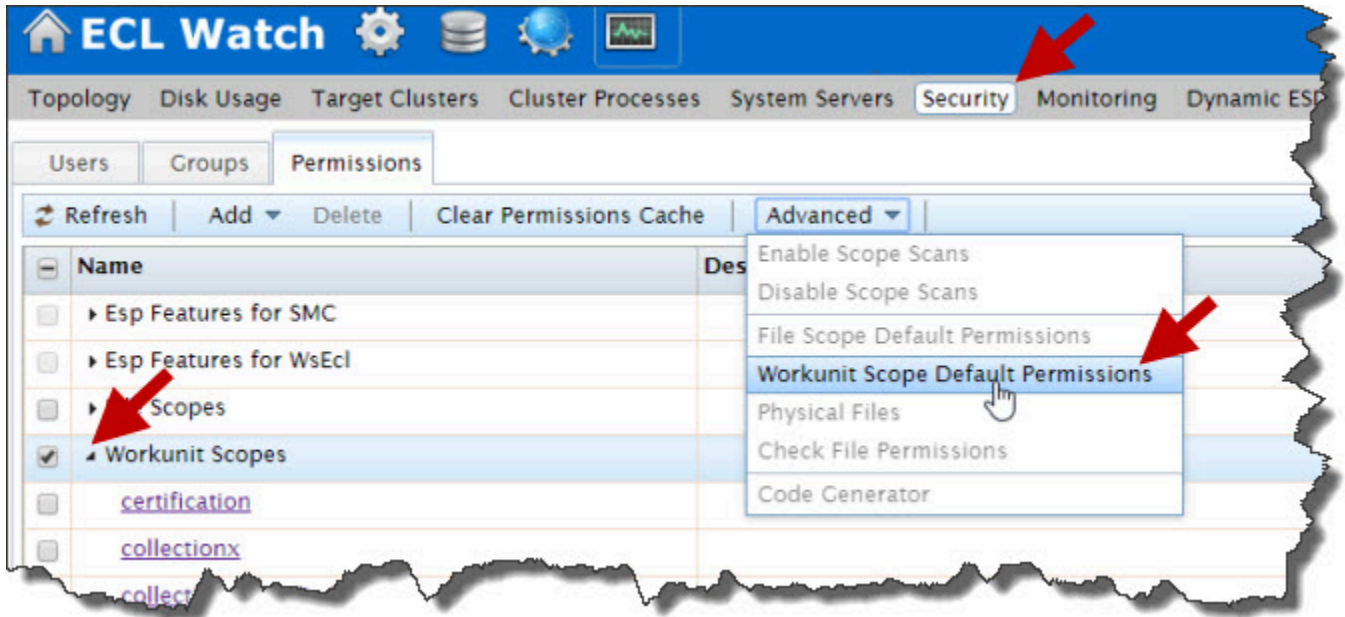 ECL Watch
Topology Disk Usage Target Clusters Cluster Processes System Servers Security Monitoring Dynamic
Users Groups Permissions
Refresh Add Delete Clear Permissions Cache Advanced
Name Des
Enable Scope Scans
Disable Scope Scans
File Scope Default Permissions
Workunit Scope Default Permissions
Physical Files
Check File Permissions
Code Generator
Esp Features for SMC
Esp Features for WsEcl
Scopes
Workunit Scopes
certification
collectionx
collect